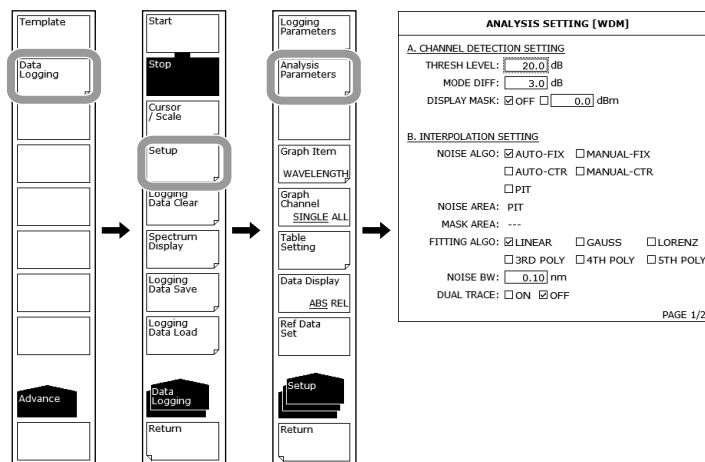 Template
Data
Logging
Advance
Start
Stop
Cursor
/ Scale
Setup
Logging
Data Clear
Spectrum
Display
Logging
Data Save
Logging
Data Load
Data
Logging
Return
Logging
Parameters
Analysis
Parameters
Graph Item
WAVELENGTH
Graph
Channel
SINGLE ALL
Table
Setting
Data Display
ABS REL
Ref Data
Set
Setup
Return
ANALYSIS SETTING [WDM]
A. CHANNEL DETECTION SETTING
THRESH LEVEL: 20.0 dB
MODE DIFF: 3.0 dB
DISPLAY MASK: ☑ OFF ☐ 0.0 dBm
B. INTERPOLATION SETTING
NOISE ALGO: ☑ AUTO-FIX ☐ MANUAL-FIX
☐ AUTO-CTR ☐ MANUAL-CTR
☐ PIT
NOISE AREA: PIT
MASK AREA: ---
FITTING ALGO: ☑ LINEAR ☐ GAUSS ☐ LORENZ
☐ 3RD POLY ☐ 4TH POLY ☐ 5TH POLY
NOISE BW: 0.10 nm
DUAL TRACE: ☐ ON ☑ OFF
PAGE 1/2